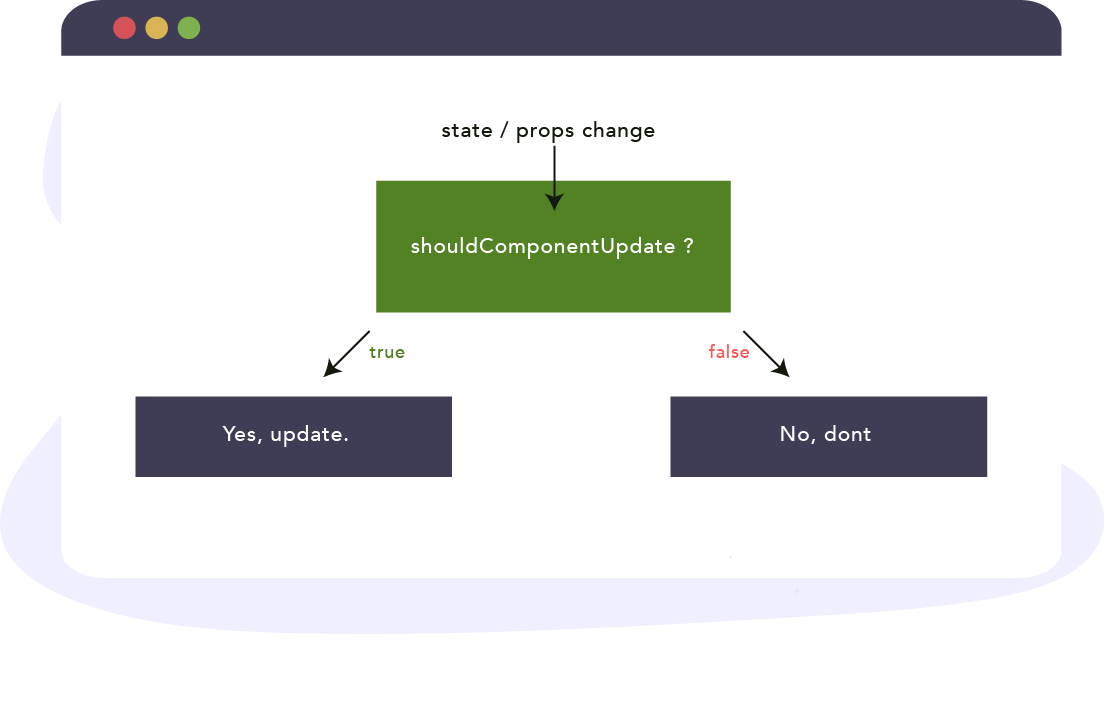 state / props change
shouldComponentUpdate ?
true
false
Yes, update.
No, dont